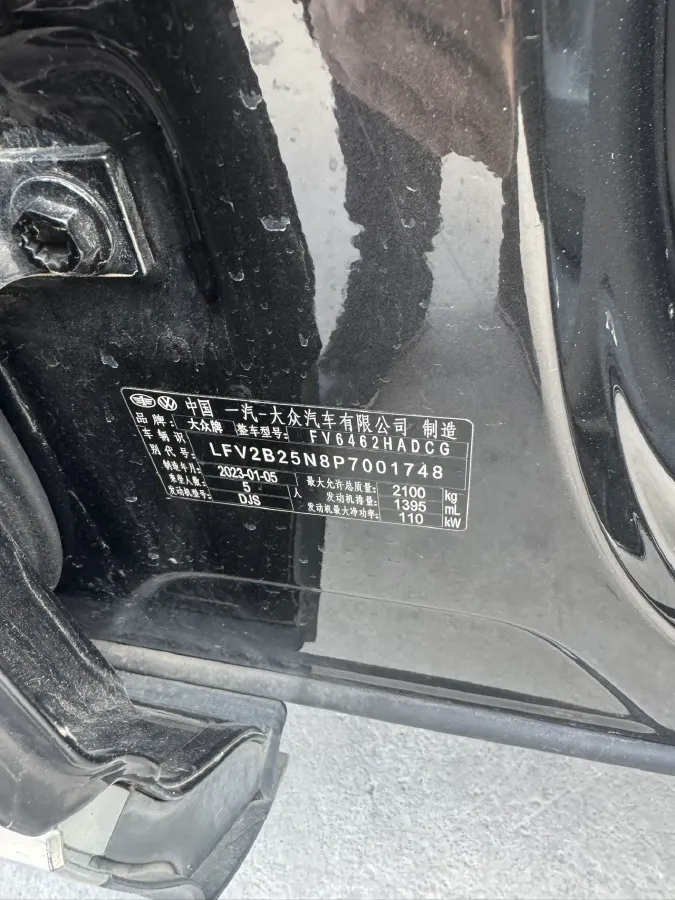 中国 一汽-大众汽车有限公司 制造
品牌: 大众牌 整车型号: FV6462HADCG
车辆识别代号: LFV2B25N8P7001748
制造年月: 2023-01-05 最大允许总质量: 2100 kg
乘坐人数: 5 人 发动机排量: 1395 mL
发动机型号: DJS 发动机最大净功率: 110 kW